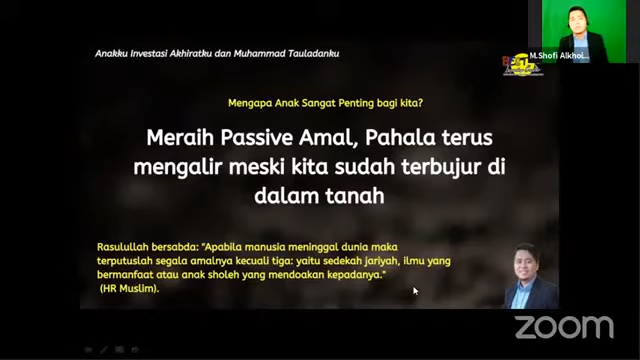 Anakku Investasi Akhiratku dan Muhammad Tauladanku
M.Shofi Alkhoi...
Mengapa Anak Sangat Penting bagi kita?
Meraih Passive Amal, Pahala terus
mengalir meski kita sudah terbujur di
dalam tanah
Rasulullah bersabda: "Apabila manusia meninggal dunia maka
terputuslah segala amalnya kecuali tiga: yaitu sedekah jariyah, ilmu yang
bermanfaat atau anak sholeh yang mendoakan kepadanya."
(HR Muslim).
zoom